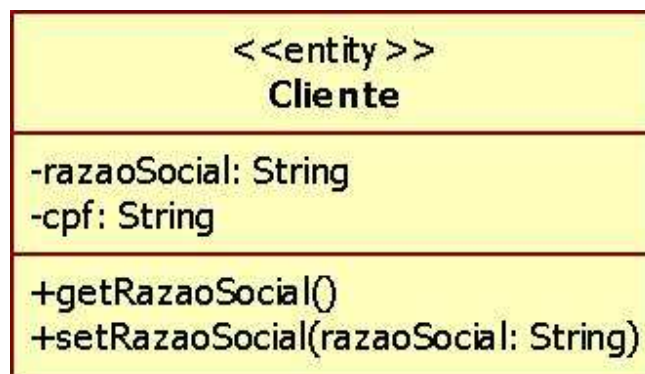 <<entity>>
Cliente
-razaoSocial: String
-cpf: String
+getRazaoSocial()
+setRazaoSocial(razaoSocial: String)